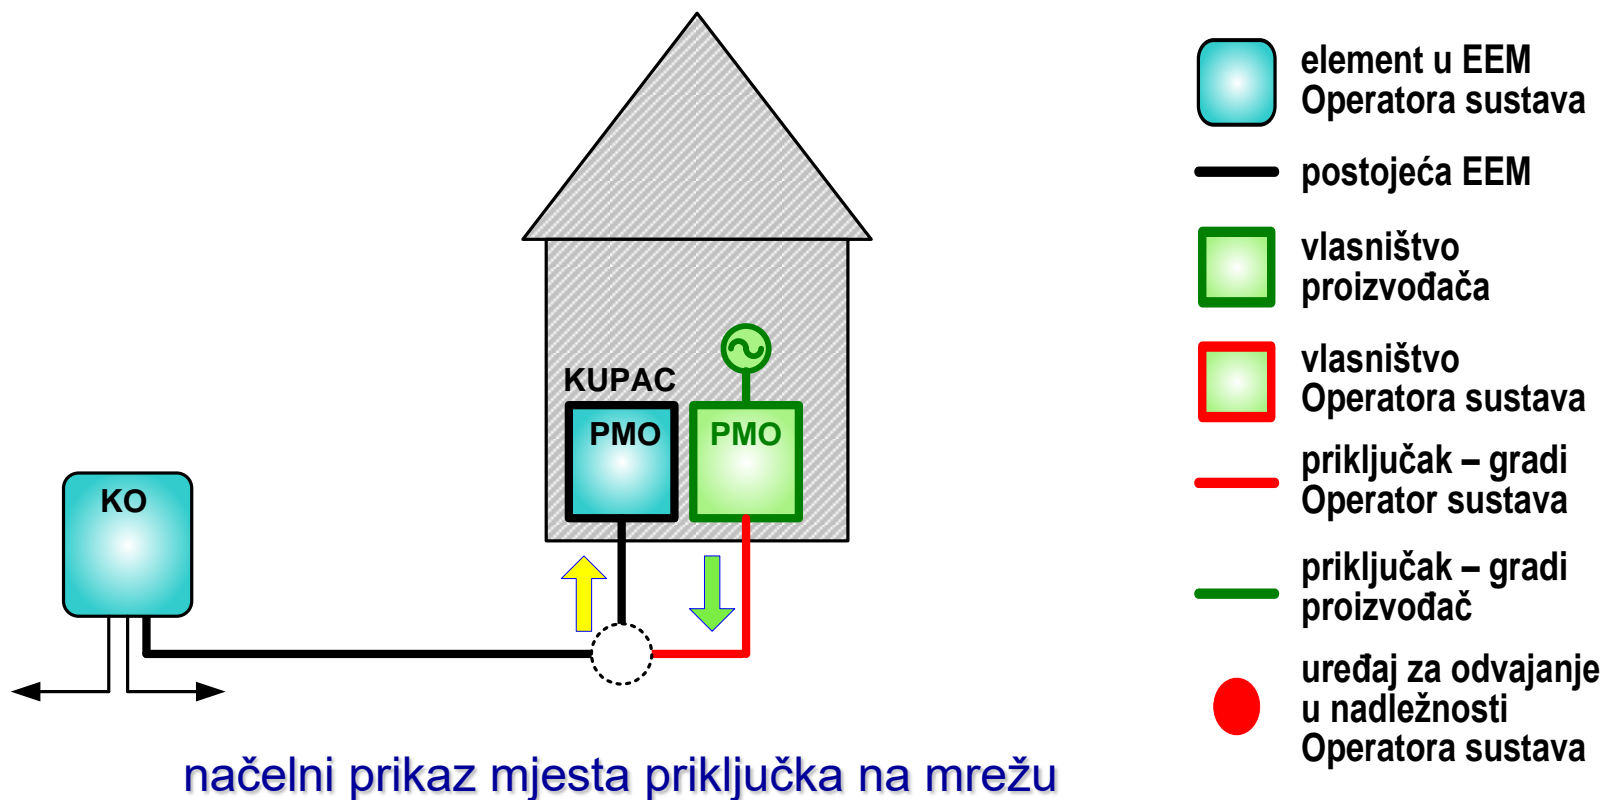 KUPAC
PMO
PMO
KO
načelni prikaz mjesta priključka na mrežu
element u EEM
Operatora sustava
postojeća EEM
vlasništvo
proizvođača
vlasništvo
Operatora sustava
priključak – gradi
Operator sustava
priključak – gradi
proizvođač
uređaj za odvajanje
u nadležnosti
Operatora sustava